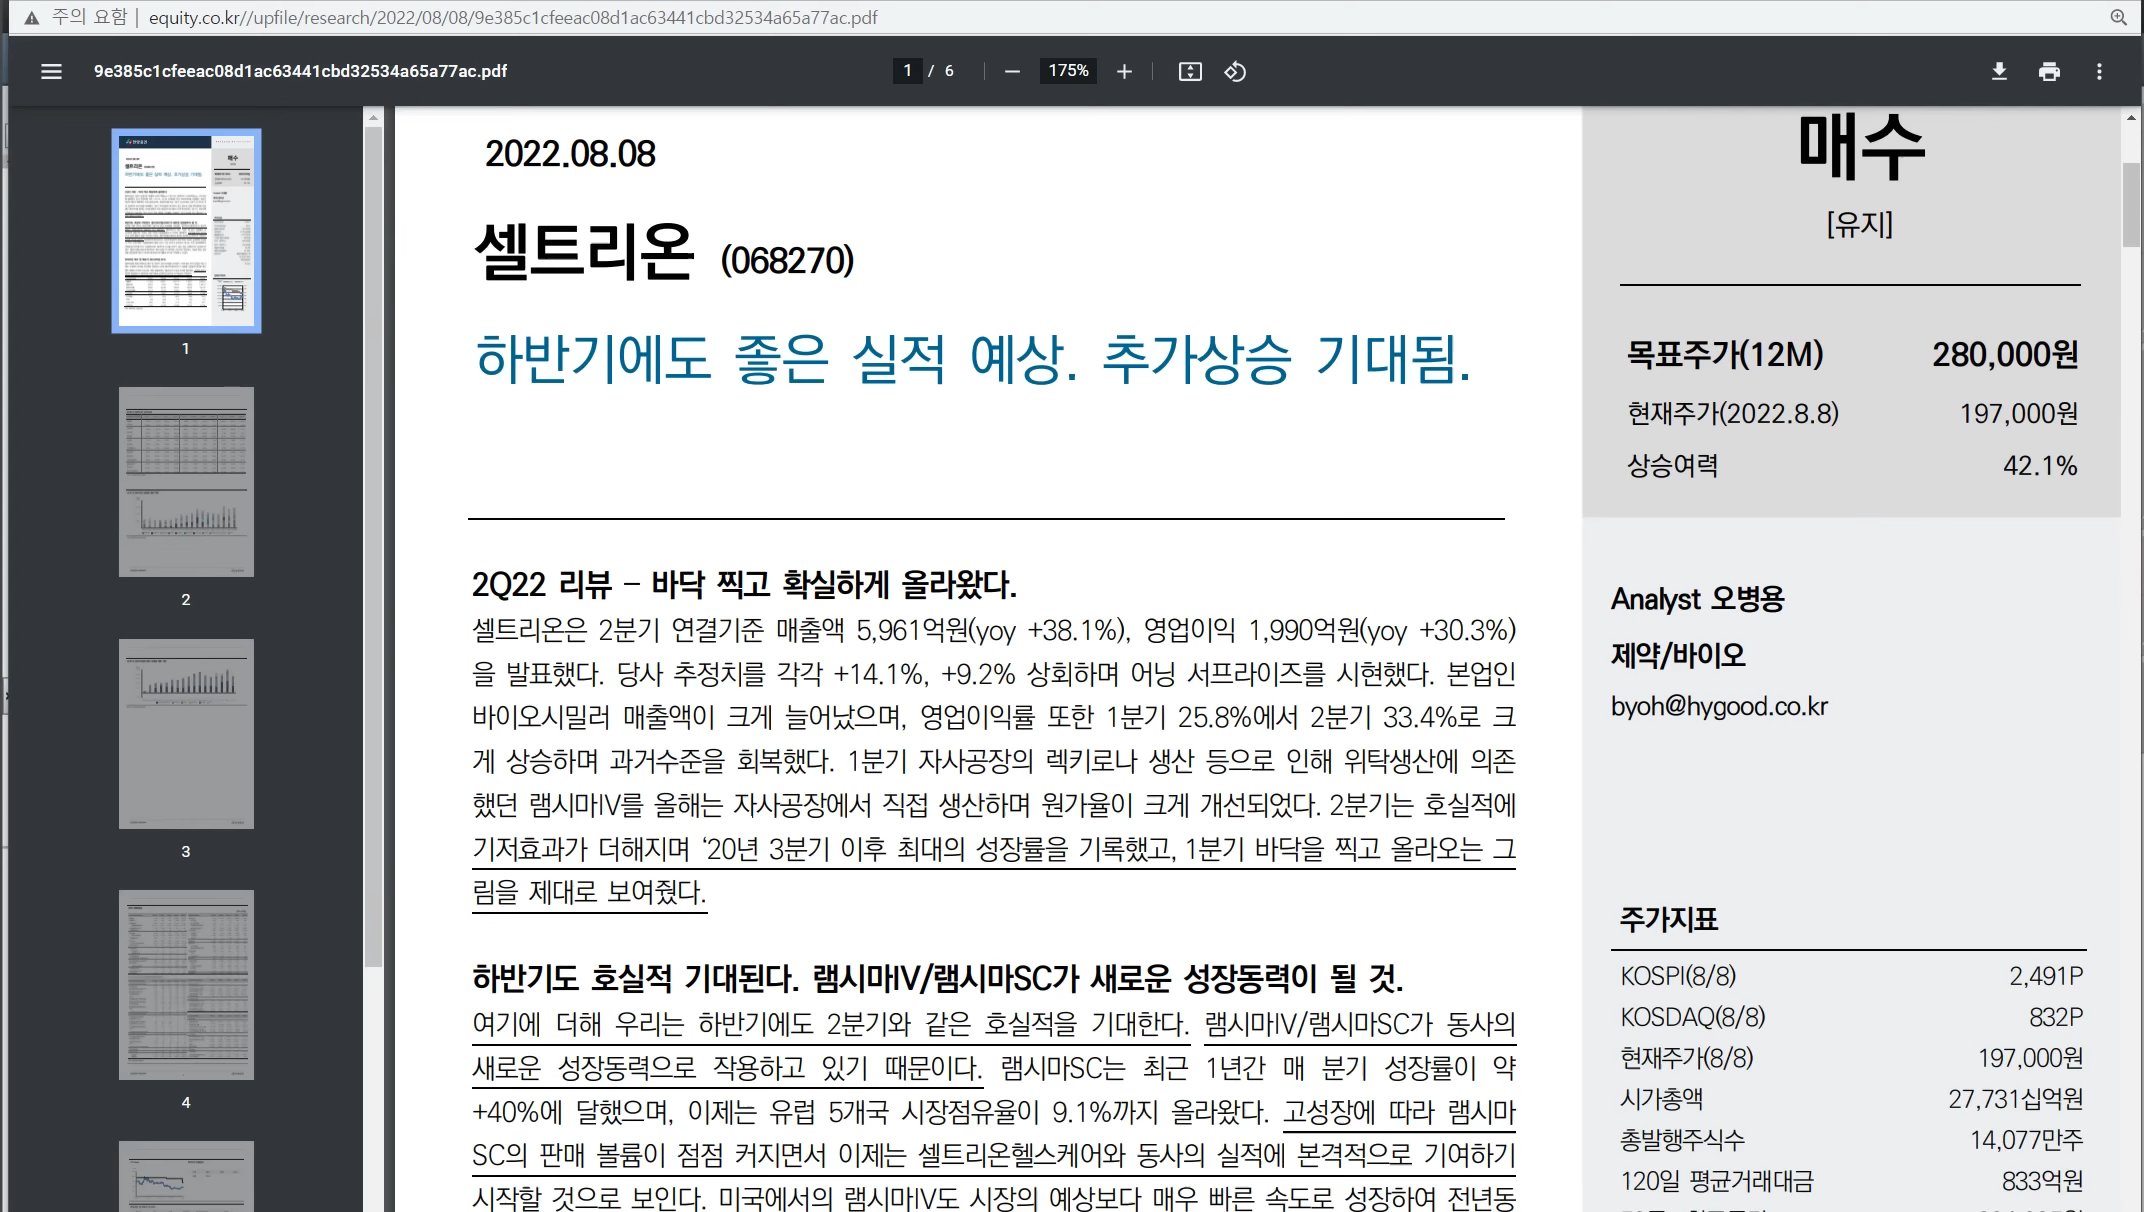 주의 요함 | equity.co.kr//upfile/research/2022/08/08/9e385c1cfeeac08d1ac63441cbd32534a65a77ac.pdf
9e385c1cfeeac08d1ac63441cbd32534a65a77ac.pdf
1 / 6
175%
1
2
3
4
2022.08.08
셀트리온 (068270)
하반기에도 좋은 실적 예상. 추가상승 기대됨.
2Q22 리뷰 – 바닥 찍고 확실하게 올라왔다.
셀트리온은 2분기 연결기준 매출액 5,961억원(yoy +38.1%), 영업이익 1,990억원(yoy +30.3%)
을 발표했다. 당사 추정치를 각각 +14.1%, +9.2% 상회하며 어닝 서프라이즈를 시현했다. 본업인
바이오시밀러 매출액이 크게 늘어났으며, 영업이익률 또한 1분기 25.8%에서 2분기 33.4%로 크
게 상승하며 과거수준을 회복했다. 1분기 자사공장의 렉키로나 생산 등으로 인해 위탁생산에 의존
했던 램시마IV를 올해는 자사공장에서 직접 생산하며 원가율이 크게 개선되었다. 2분기는 호실적에
기저효과가 더해지며 ‘20년 3분기 이후 최대의 성장률을 기록했고, 1분기 바닥을 찍고 올라오는 그
림을 제대로 보여줬다.
하반기도 호실적 기대된다. 램시마IV/램시마SC가 새로운 성장동력이 될 것.
여기에 더해 우리는 하반기에도 2분기와 같은 호실적을 기대한다. 램시마IV/램시마SC가 동사의
새로운 성장동력으로 작용하고 있기 때문이다. 램시마SC는 최근 1년간 매 분기 성장률이 약
+40%에 달했으며, 이제는 유럽 5개국 시장점유율이 9.1%까지 올라왔다. 고성장에 따라 램시마
SC의 판매 볼륨이 점점 커지면서 이제는 셀트리온헬스케어와 동사의 실적에 본격적으로 기여하기
시작할 것으로 보인다. 미국에서의 램시마IV도 시장의 예상보다 매우 빠른 속도로 성장하여 전년동
매수
[유지]
목표주가(12M) 280,000원
현재주가(2022.8.8) 197,000원
상승여력 42.1%
Analyst 오병용
제약/바이오
byoh@hygood.co.kr
주가지표
KOSPI(8/8) 2,491P
KOSDAQ(8/8) 832P
현재주가(8/8) 197,000원
시가총액 27,731십억원
총발행주식수 14,077만주
120일 평균거래대금 833억원